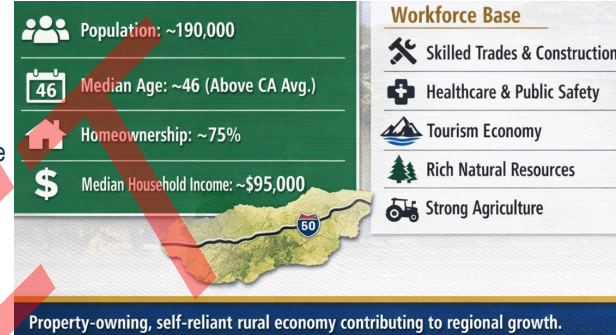 Population: ~190,000
46
Median Age: ~46 (Above CA Avg.)
Homeownership: ~75%
$
Median Household Income: ~$95,000
50
Workforce Base
Skilled Trades & Construction
Healthcare & Public Safety
Tourism Economy
Rich Natural Resources
Strong Agriculture
Property-owning, self-reliant rural economy contributing to regional growth.